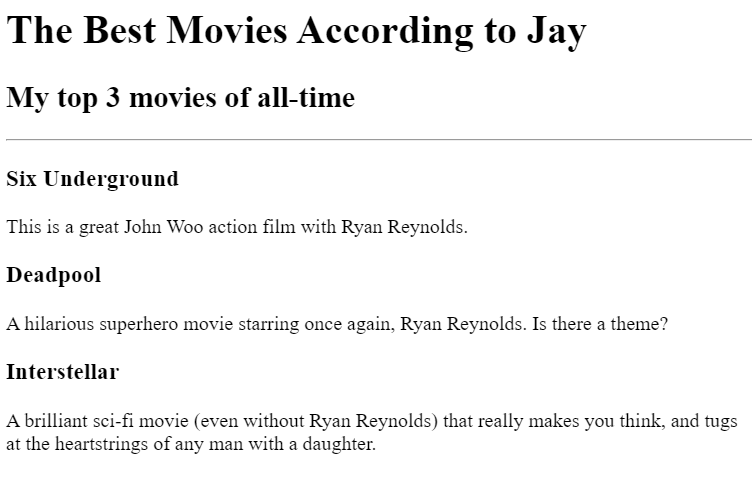 The Best Movies According to Jay
My top 3 movies of all-time
Six Underground
This is a great John Woo action film with Ryan Reynolds.
Deadpool
A hilarious superhero movie starring once again, Ryan Reynolds. Is there a theme?
Interstellar
A brilliant sci-fi movie (even without Ryan Reynolds) that really makes you think, and tugs
at the heartstrings of any man with a daughter.